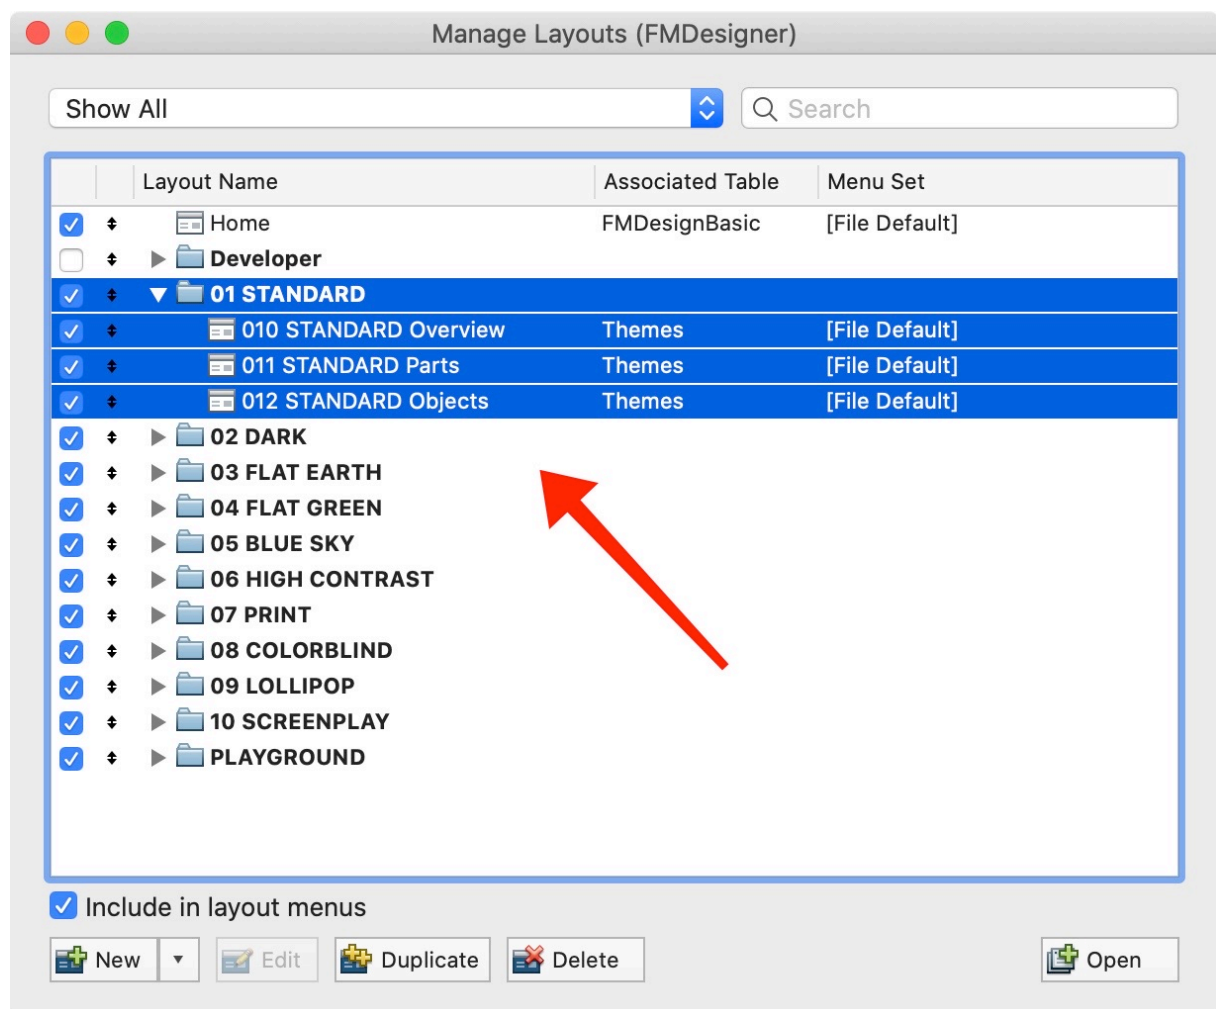 Manage Layouts (FMDesigner)
Show All
Search
Layout Name Associated Table Menu Set
Home FMDesignBasic [File Default]
Developer
01 STANDARD
010 STANDARD Overview Themes [File Default]
011 STANDARD Parts Themes [File Default]
012 STANDARD Objects Themes [File Default]
02 DARK
03 FLAT EARTH
04 FLAT GREEN
05 BLUE SKY
06 HIGH CONTRAST
07 PRINT
08 COLORBLIND
09 LOLLIPOP
10 SCREENPLAY
PLAYGROUND
Include in layout menus
New Edit Duplicate Delete Open